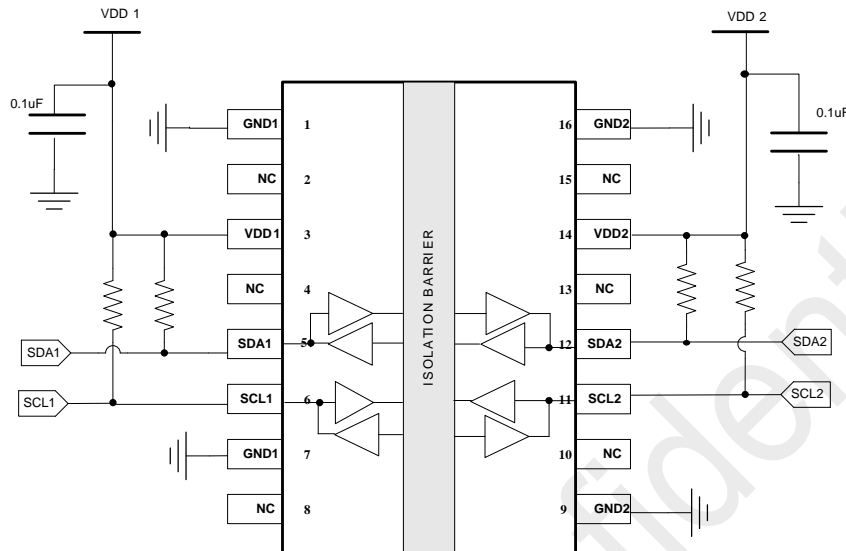 VDD 1
VDD 2
0.1uF
0.1uF
GND1 1
16 GND2
NC 2
15 NC
VDD1 3
14 VDD2
ISOLATION BARRIER
NC 4
13 NC
SDA1
SDA1 5
12 SDA2
SDA2
SCL1
SCL1 6
11 SCL2
SCL2
GND1 7
10 NC
NC 8
9 GND2
fidenti